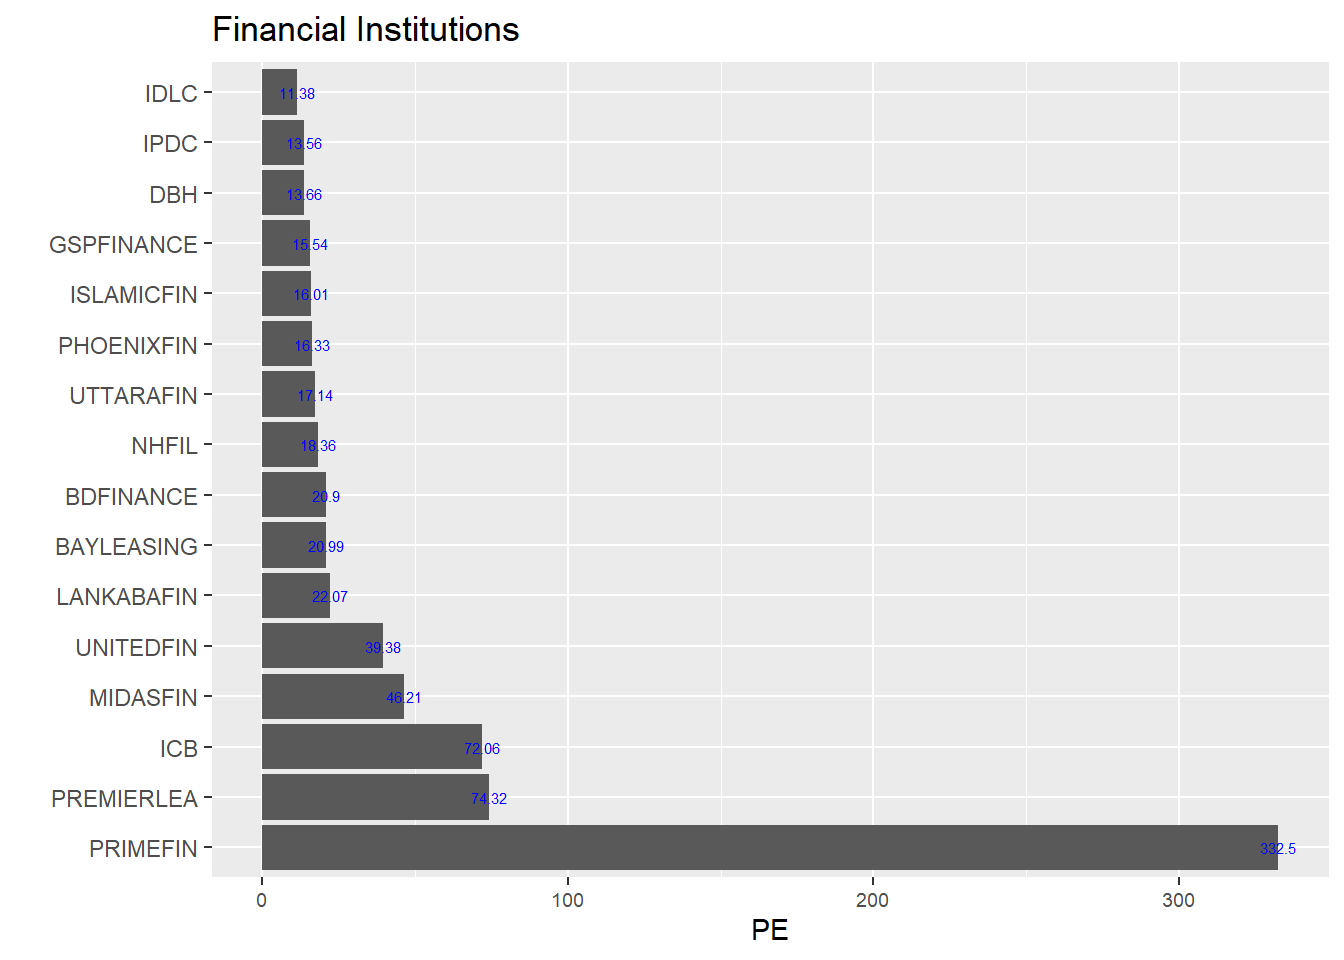 Financial Institutions
IDLC 11.38
IPDC 13.56
DBH 13.66
GSPFINANCE 15.54
ISLAMICFIN 16.01
PHOENIXFIN 16.33
UTTARAFIN 17.14
NHFIL 18.36
BDFINANCE 20.9
BAYLEASING 20.99
LANKABAFIN 22.07
UNITEDFIN 39.38
MIDASFIN 46.21
ICB 72.06
PREMIERLEA 74.32
PRIMEFIN 332.5
0 100 200 300
PE